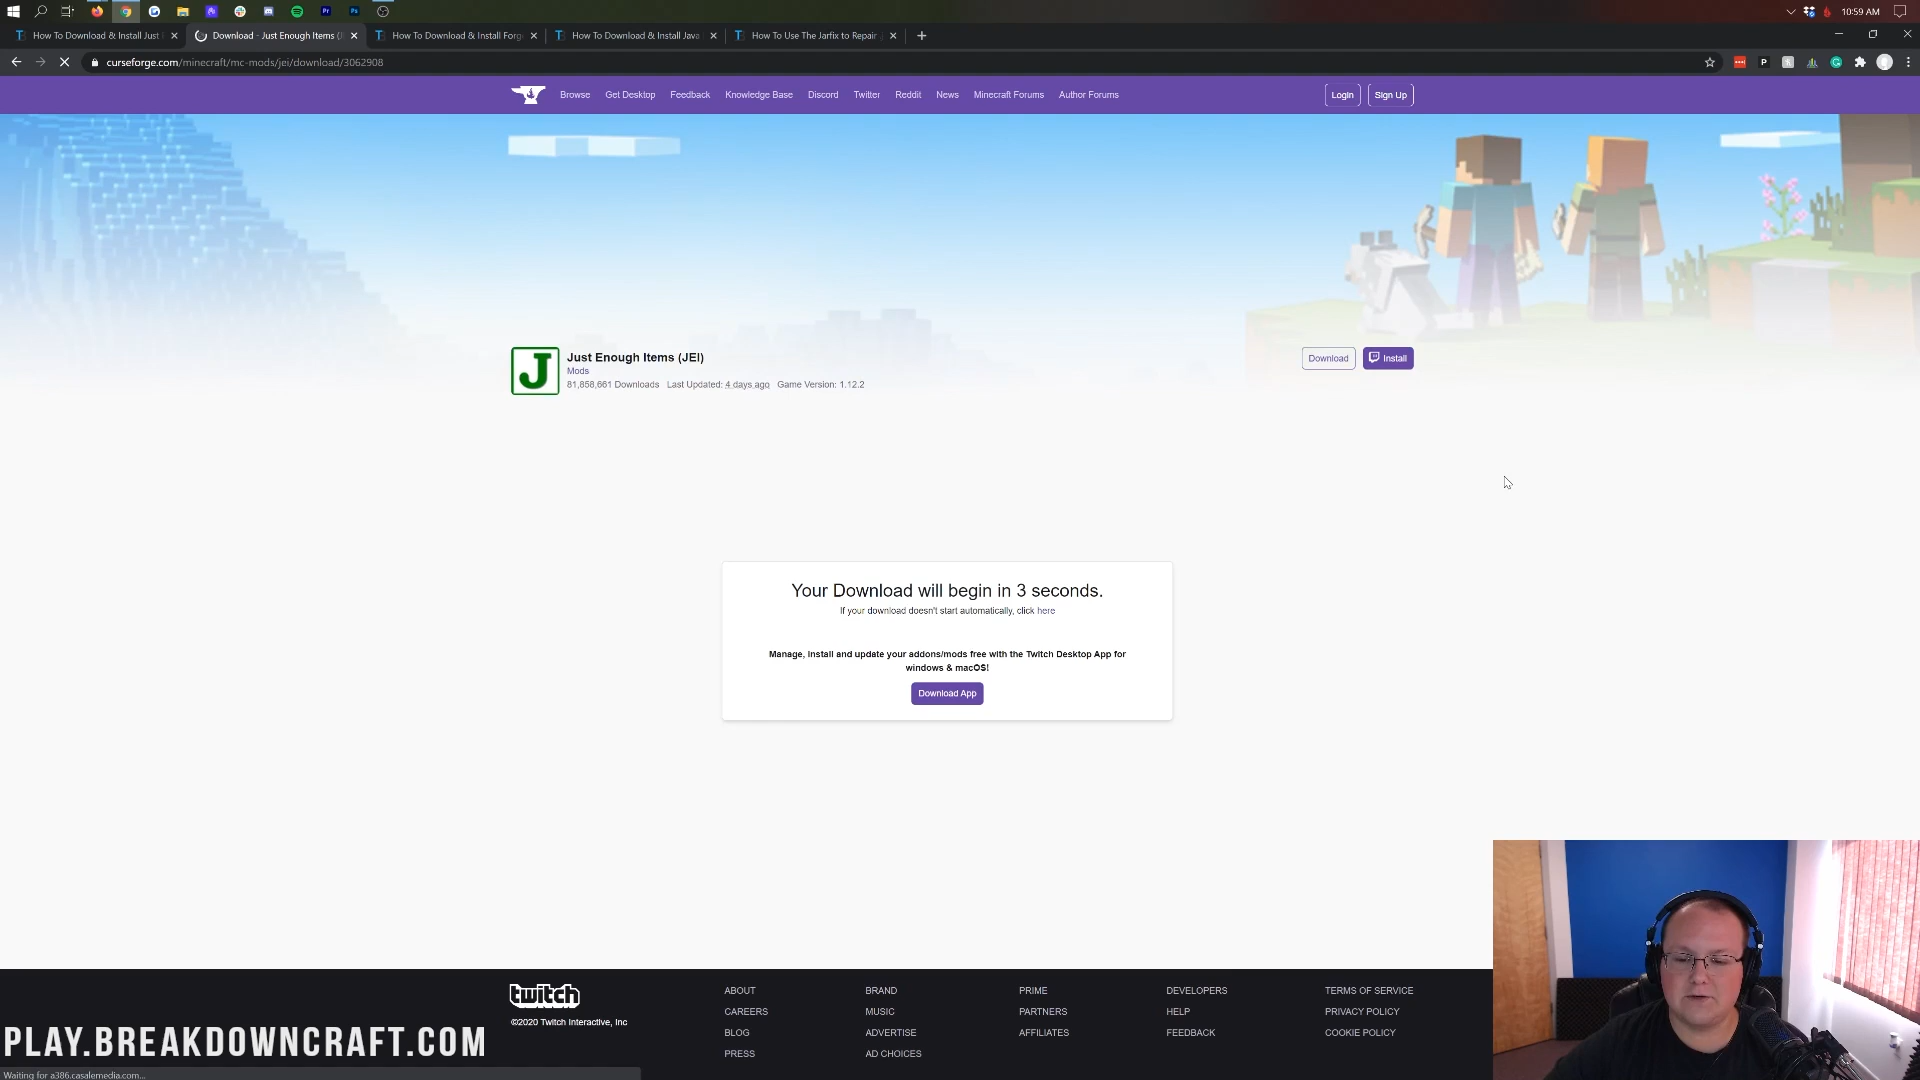 10:59 AM
How To Download & Install Just
Download - Just Enough Items (J
How To Download & Install Forg
How To Download & Install Java
How To Use The Jarfix to Repair
curseforge.com/minecraft/mc-mods/jei/download/3062908
Browse Get Desktop Feedback Knowledge Base Discord Twitter Reddit News Minecraft Forums Author Forums Login Sign Up
Just Enough Items (JEI)
Mods
81,858,661 Downloads Last Updated: 4 days ago Game Version: 1.12.2
Download Install
Your Download will begin in 3 seconds.
If your download doesn't start automatically, click here
Manage, install and update your addons/mods free with the Twitch Desktop App for
windows & macOS!
Download App
twitch
©2020 Twitch Interactive, Inc
ABOUT BRAND PRIME DEVELOPERS TERMS OF SERVICE
CAREERS MUSIC PARTNERS HELP PRIVACY POLICY
BLOG ADVERTISE AFFILIATES FEEDBACK COOKIE POLICY
PRESS AD CHOICES
PLAY.BREAKDOWNCRAFT.COM
Waiting for a386.casalemedia.com...